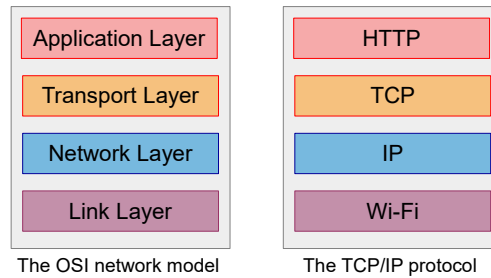 Application Layer
Transport Layer
Network Layer
Link Layer
The OSI network model
HTTP
TCP
IP
Wi-Fi
The TCP/IP protocol